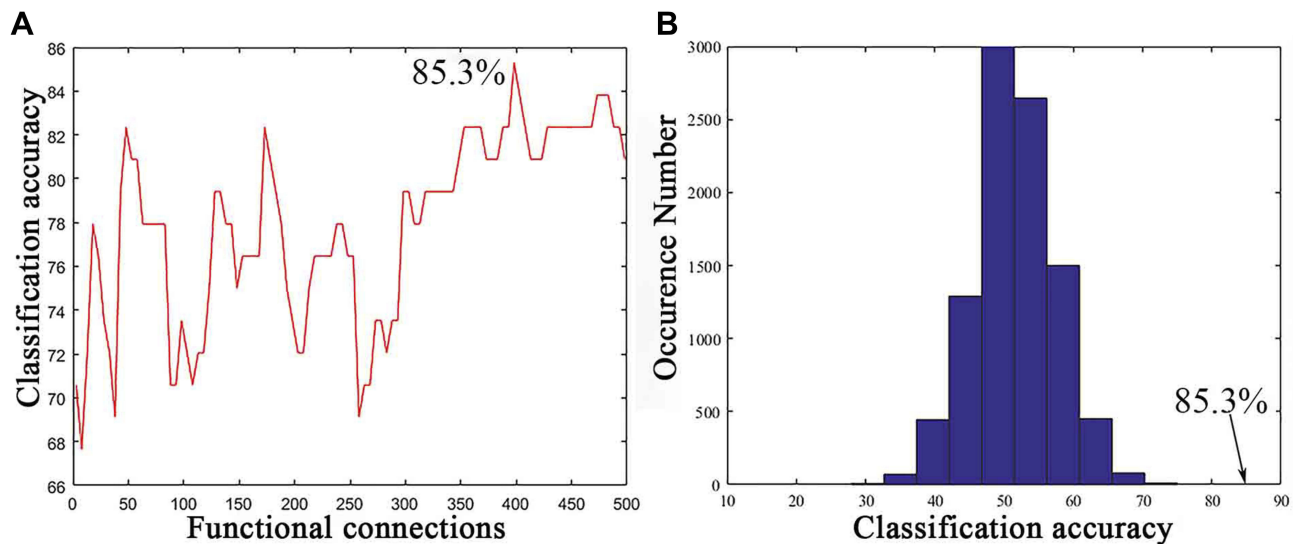 A
Classification accuracy
86
84
82
80
78
76
74
72
70
68
66
85.3%
0 50 100 150 200 250 300 350 400 450 500
Functional connections
B
Occurence Number
3000
2500
2000
1500
1000
500
0
85.3%
10 20 30 40 50 60 70 80 90
Classification accuracy